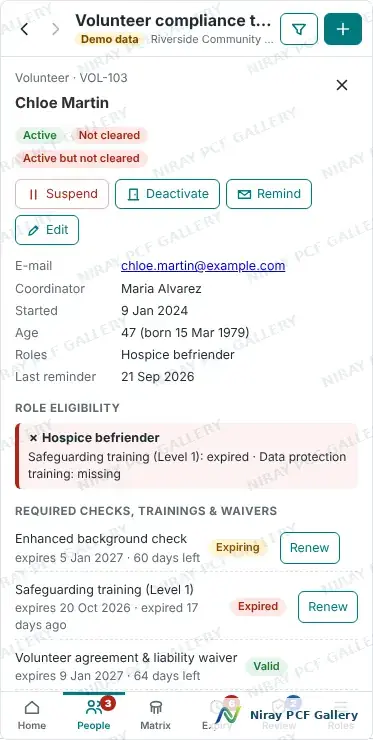 Volunteer compliance t...
Demo data Riverside Community ...
Volunteer · VOL-103
Chloe Martin
Active Not cleared
Active but not cleared
Suspend Deactivate Remind
Edit
E-mail chloe.martin@example.com
Coordinator Maria Alvarez
Started 9 Jan 2024
Age 47 (born 15 Mar 1979)
Roles Hospice befriender
Last reminder 21 Sep 2026
ROLE ELIGIBILITY
× Hospice befriender
Safeguarding training (Level 1): expired · Data protection
training: missing
REQUIRED CHECKS, TRAININGS & WAIVERS
Enhanced background check
expires 5 Jan 2027 · 60 days left
Expiring Renew
Safeguarding training (Level 1)
expires 20 Oct 2026 · expired 17
days ago
Expired Renew
Volunteer agreement & liability waiver
expires 9 Jan 2027 · 64 days left
Valid
3
Home People Matrix
Niray PCF Gallery
NIRAY PCF GALLERY